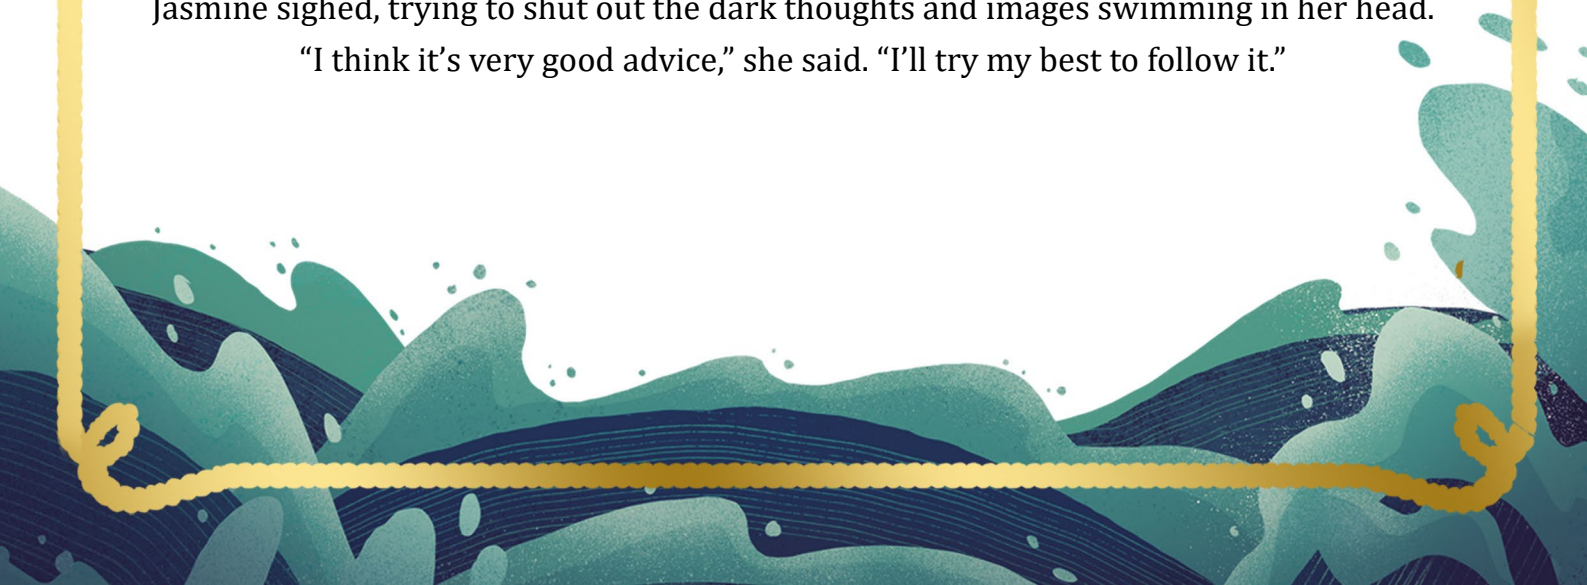 Jasmine sighed, trying to shut out the dark thoughts and images swimming in her head.
“I think it’s very good advice,” she said. “I’ll try my best to follow it.”